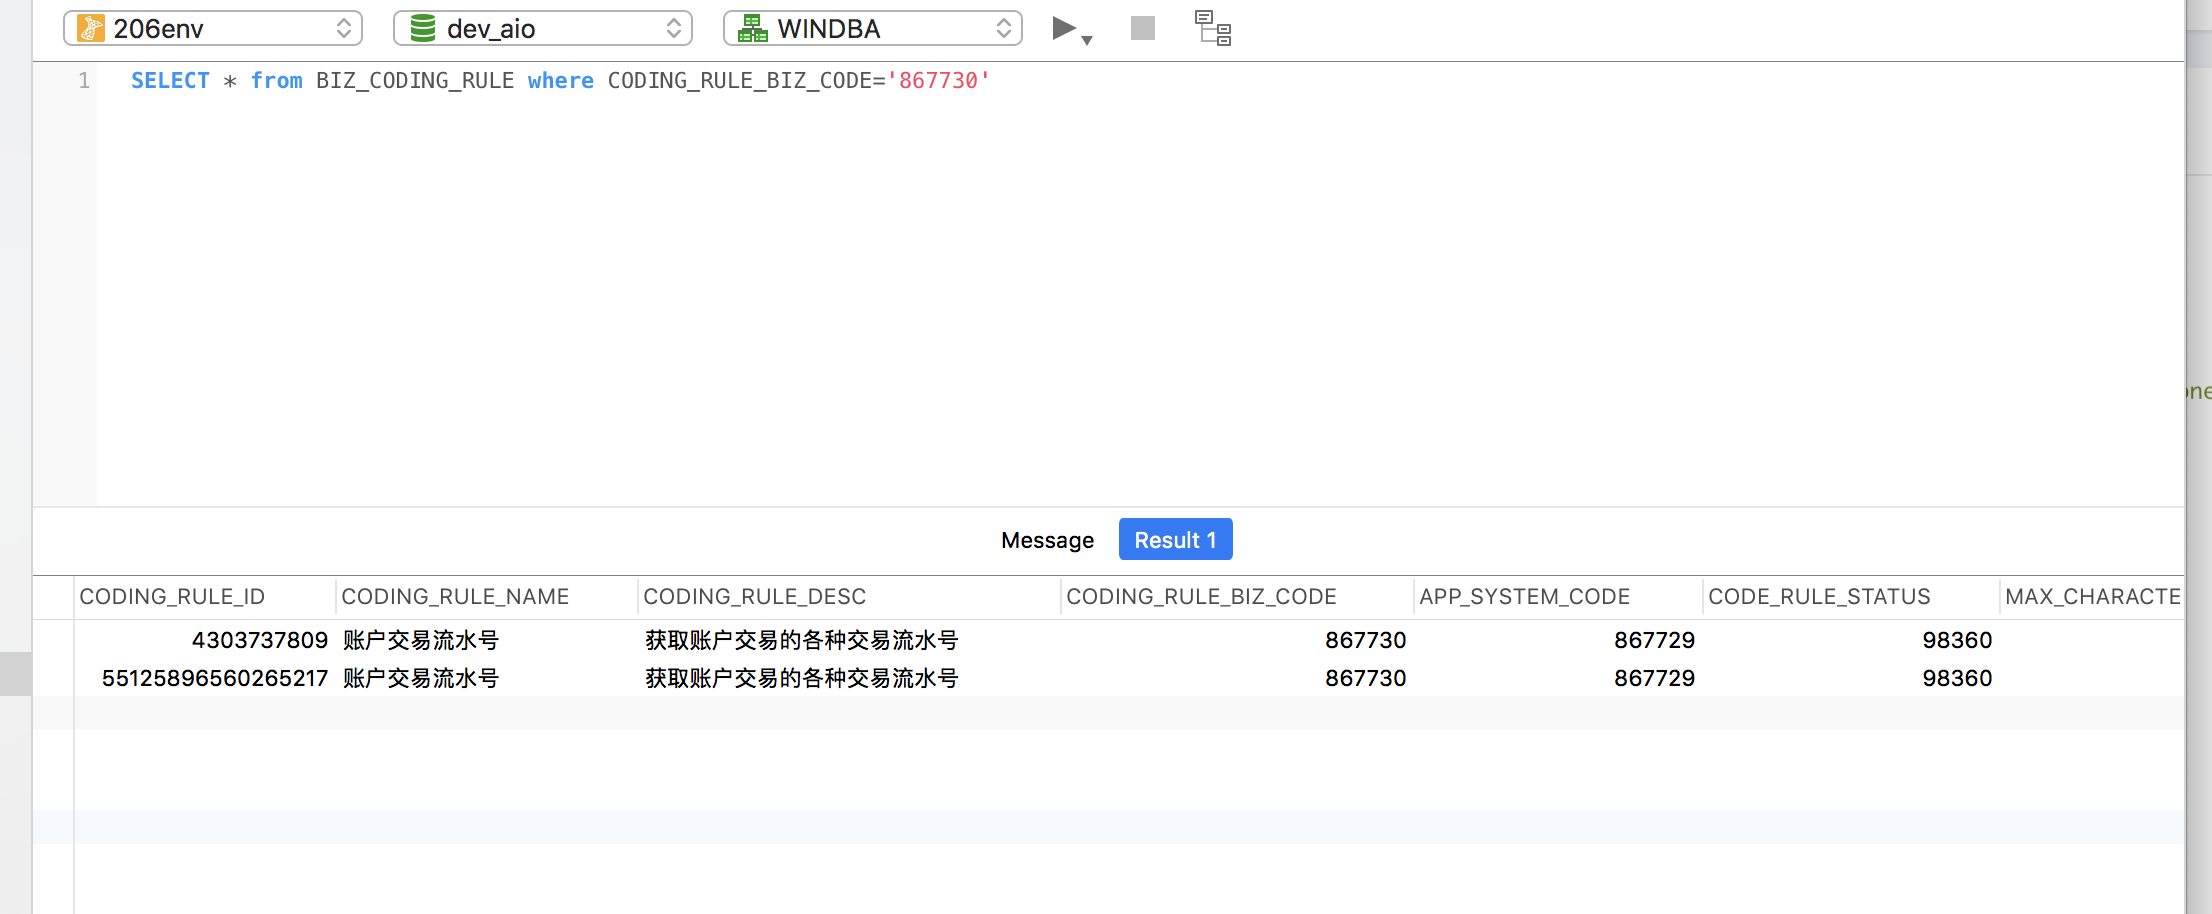 206env dev_aio WINDBA
1 SELECT * from BIZ_CODING_RULE where CODING_RULE_BIZ_CODE='867730'
one
Message Result 1
CODING_RULE_ID CODING_RULE_NAME CODING_RULE_DESC CODING_RULE_BIZ_CODE APP_SYSTEM_CODE CODE_RULE_STATUS MAX_CHARACTE
4303737809 账户交易流水号 获取账户交易的各种交易流水号 867730 867729 98360
55125896560265217 账户交易流水号 获取账户交易的各种交易流水号 867730 867729 98360